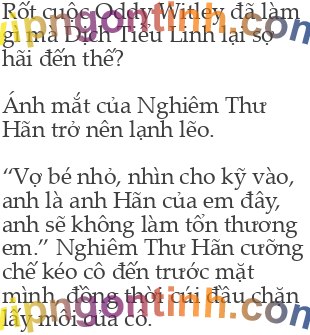 Rốt cuộc Oddy Witley đã làm
gì mà Dịch Tiểu Linh lại sợ
hãi đến thế?
Ánh mắt của Nghiêm Thư
Hãn trở nên lạnh lẽo.
“Vợ bé nhỏ, nhìn cho kỹ vào,
anh là anh Hãn của em đây,
anh sẽ không làm tổn thương
em.” Nghiêm Thư Hãn cưỡng
chế kéo cô đến trước mặt
mình, đồng thời cúi đầu chặn
lấy môi của cô.